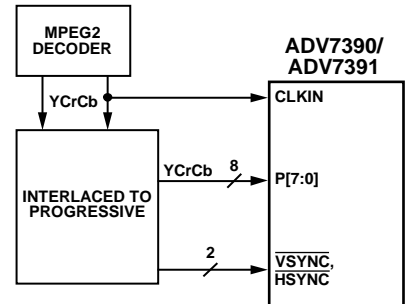 MPEG2
DECODER
ADV7390/
ADV7391
YCrCb
CLKIN
INTERLACED TO
PROGRESSIVE
YCrCb
8
P[7:0]
2
VSYNC,
HSYNC